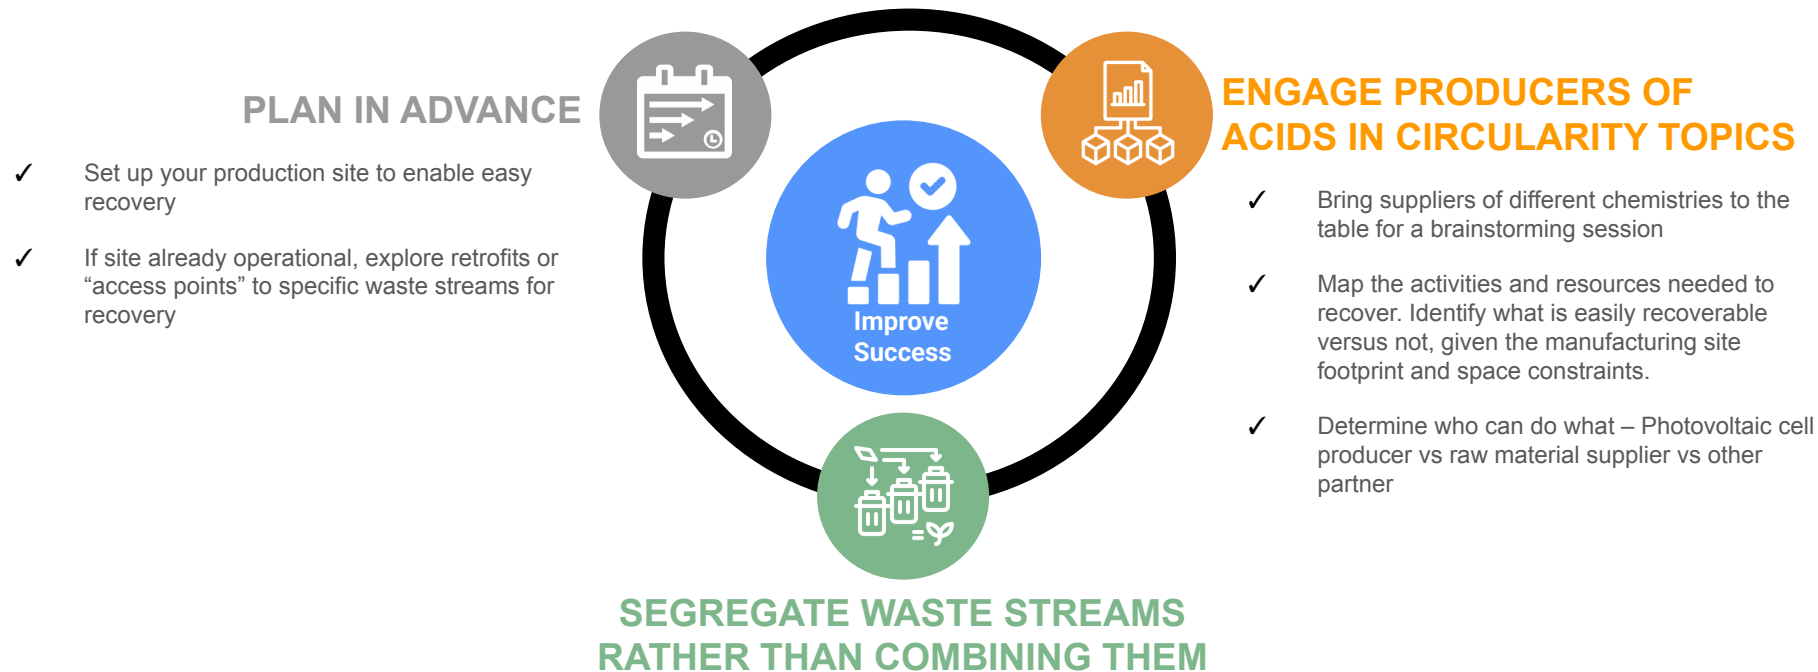 PLAN IN ADVANCE
✓ Set up your production site to enable easy
recovery
✓ If site already operational, explore retrofits or
“access points” to specific waste streams for
recovery
Improve
Success
ENGAGE PRODUCERS OF
ACIDS IN CIRCULARITY TOPICS
✓ Bring suppliers of different chemistries to the
table for a brainstorming session
✓ Map the activities and resources needed to
recover. Identify what is easily recoverable
versus not, given the manufacturing site
footprint and space constraints.
✓ Determine who can do what – Photovoltaic cell
producer vs raw material supplier vs other
partner
SEGREGATE WASTE STREAMS
RATHER THAN COMBINING THEM